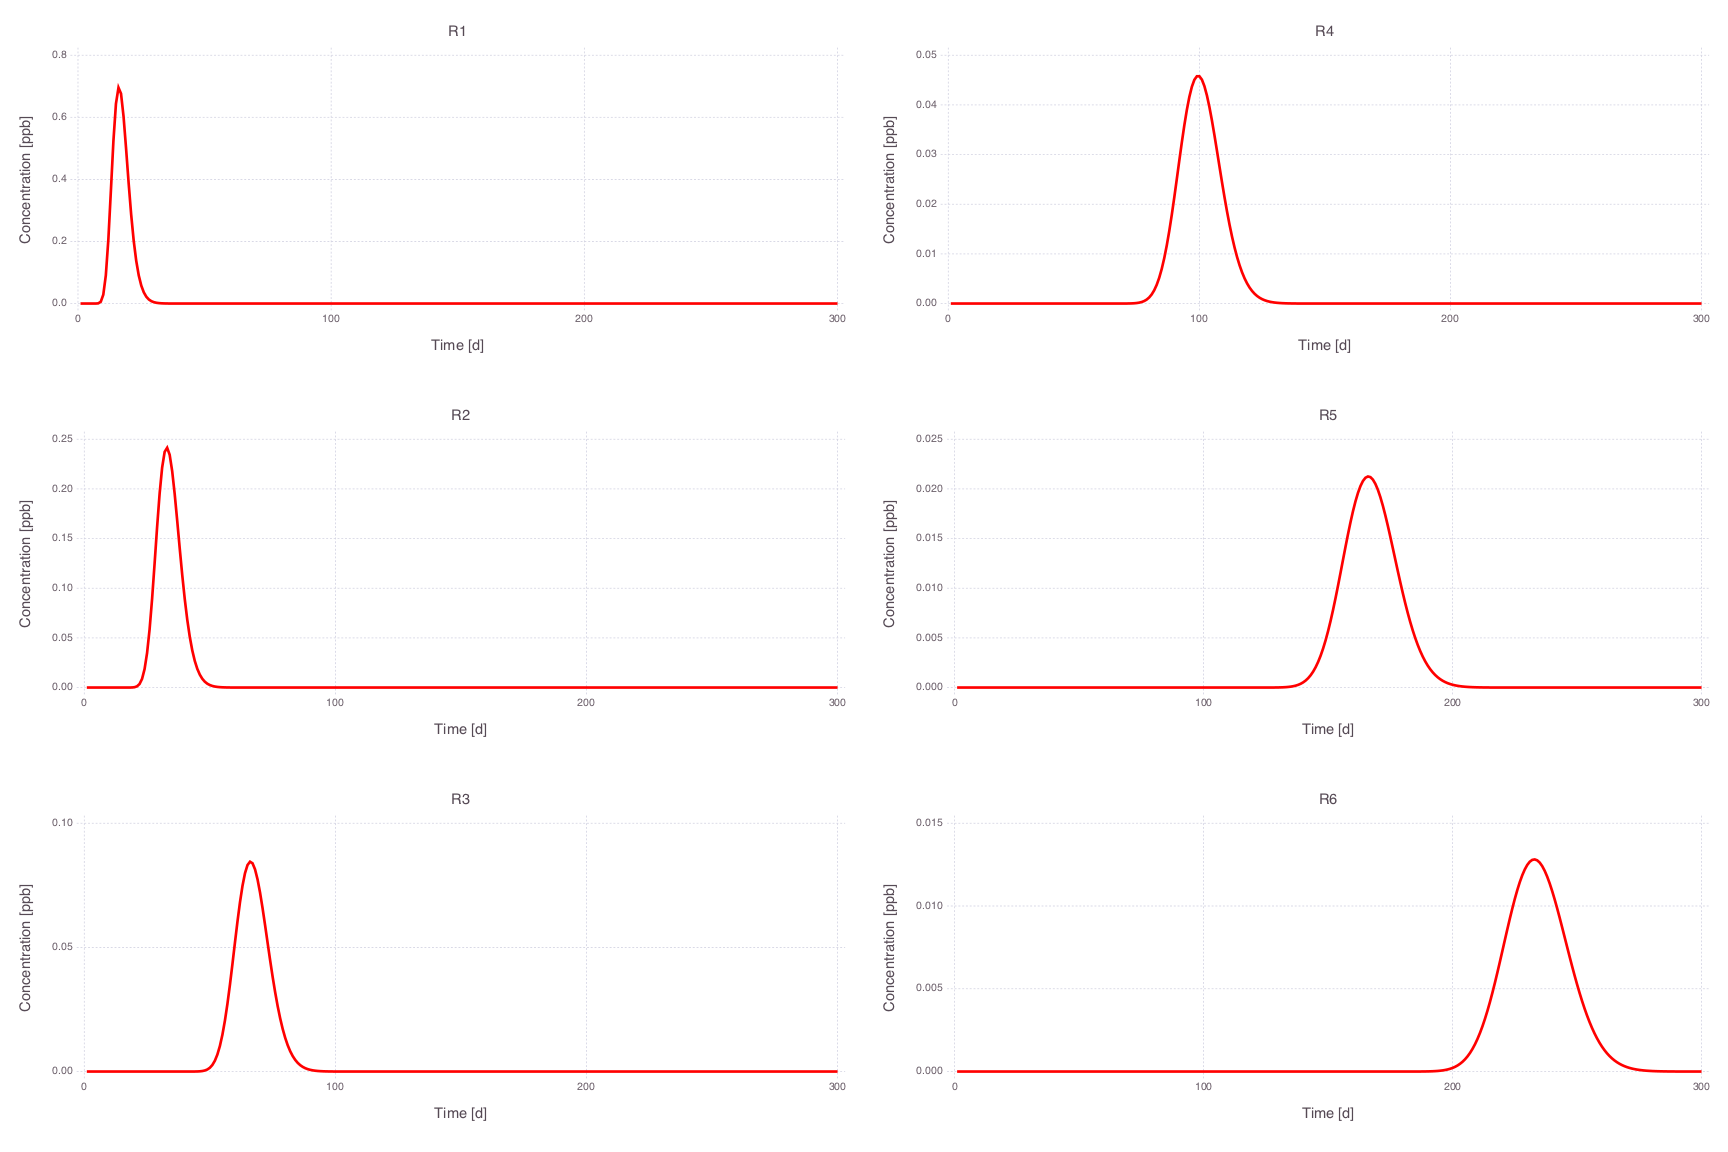 R1
Concentration [ppb]
0.8
0.6
0.4
0.2
0.0
0 100 200 300
Time [d]
R4
Concentration [ppb]
0.05
0.04
0.03
0.02
0.01
0.00
0 100 200 300
Time [d]
R2
Concentration [ppb]
0.25
0.20
0.15
0.10
0.05
0.00
0 100 200 300
Time [d]
R5
Concentration [ppb]
0.025
0.020
0.015
0.010
0.005
0.000
0 100 200 300
Time [d]
R3
Concentration [ppb]
0.10
0.05
0.00
0 100 200 300
Time [d]
R6
Concentration [ppb]
0.015
0.010
0.005
0.000
0 100 200 300
Time [d]